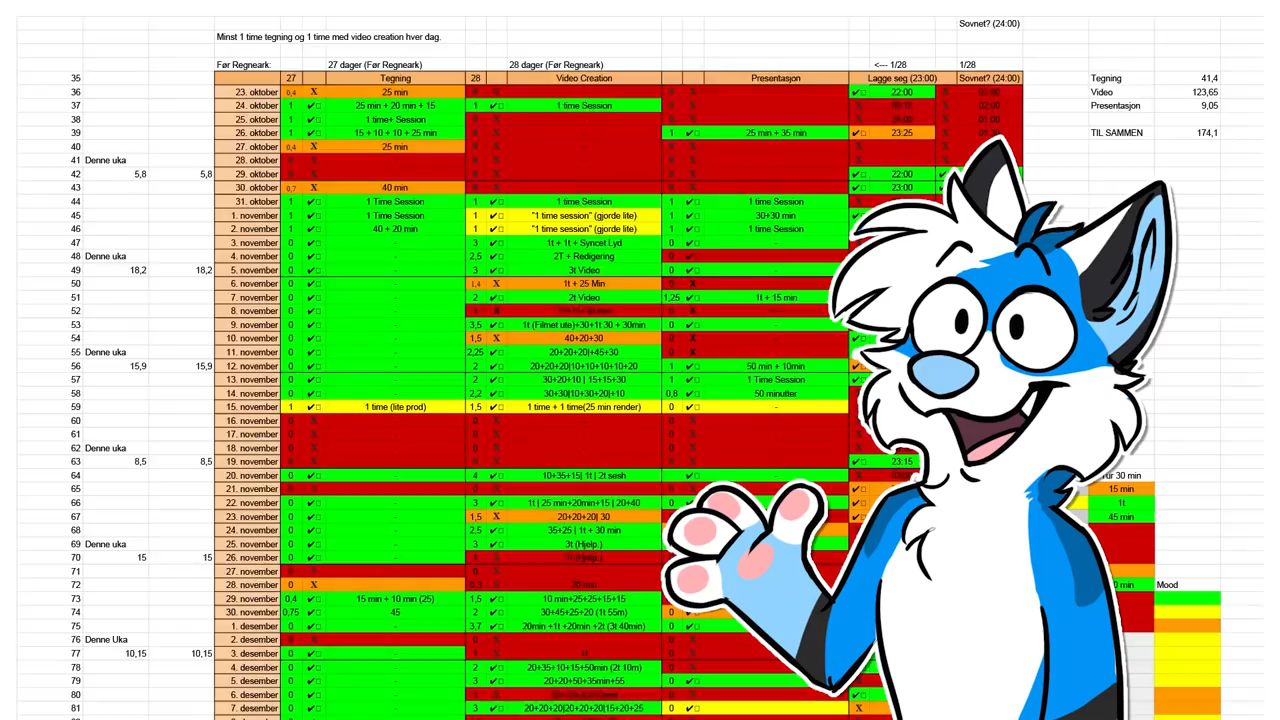 Sovnet? (24:00)
Minst 1 time tegning og 1 time med video creation hver dag.
Før Regneark: 27 dager (Før Regneark) 28 dager (Før Regneark) <--- 1/28 1/28
35 27 Tegning 28 Video Creation Presentasjon Lagge seg (23:00) Sovnet? (24:00) Tegning 41,4
36 23. oktober 0,4 X 25 min 22:00 Video 123,65
37 24. oktober 1 ✔ 25 min + 20 min + 15 1 ✔ 1 time Session 02:00 Presentasjon 9,05
38 25. oktober 1 ✔ 1 time+ Session 01:00
39 26. oktober 1 ✔ 15 + 10 + 10 + 25 min 1 ✔ 25 min + 35 min ✔ 23:25 01:30 TIL SAMMEN 174,1
40 27. oktober 0,4 X 25 min
41 Denne uka 28. oktober
42 5,8 5,8 29. oktober ✔ 22:00
43 30. oktober 0,7 X 40 min ✔ 23:00
44 31. oktober 1 ✔ 1 Time Session 1 ✔ 1 time Session 1 ✔ 1 time Session
45 1. november 1 ✔ 1 Time Session 1 ✔ "1 time session" (gjorde lite) 1 ✔ 30+30 min
46 2. november 1 ✔ 40 + 20 min 1 ✔ "1 time session" (gjorde lite) 1 ✔ 1 time Session
47 3. november 0 ✔ - 3 ✔ 1t + 1t + Syncet Lyd 0 ✔ -
48 Denne uka 4. november 0 ✔ - 2,5 ✔ 2T + Redigering
49 18,2 18,2 5. november 0 ✔ - 3 ✔ 3t Video 0 ✔ -
50 6. november 0 ✔ - 1,4 X 1t + 25 Min 0 X
51 7. november 0 ✔ - 2 ✔ 2t Video 1,25 ✔ 1t + 15 min
52 8. november 0 ✔ -
53 9. november 0 ✔ - 3,5 ✔ 1t (Filmet ute)+30+1t 30 + 30min 0 ✔ -
54 10. november 0 ✔ - 1,5 X 40+20+30 0 X
55 Denne uka 11. november 0 ✔ - 2,25 ✔ 20+20+20|+45+30 0 X
56 15,9 15,9 12. november 0 ✔ - 2 ✔ 20+20+20|10+10+10+10+20 1 ✔ 50 min + 10min
57 13. november 0 ✔ - 2 ✔ 30+20+10 | 15+15+30 1 ✔ 1 Time Session
58 14. november 0 ✔ - 2,2 ✔ 30+30|10+30+20|+10 0,8 ✔ 50 minutter
59 15. november 1 ✔ 1 time (lite prod) 1,5 ✔ 1 time + 1 time(25 min render) 0 ✔ -
60 16. november
61 17. november
62 Denne uka 18. november
63 8,5 8,5 19. november ✔ 23:15
64 20. november 0 ✔ - 4 ✔ 10+35+15| 1t | 2t sesh ✔ - ur 30 min
65 21. november 15 min
66 22. november 0 ✔ - 3 ✔ 1t | 25 min+20min+15 | 20+40 0 1t
67 23. november 0 ✔ - 1,5 X 20+20+20| 30 45 min
68 24. november 0 ✔ - 2,5 ✔ 35+25 | 1t + 30 min
69 Denne uka 25. november 0 ✔ - 3 ✔ 3t (Hjelp.)
70 15 15 26. november 0 ✔ -
71 27. november
72 28. november 0 X 0,3 min Mood
73 29. november 0,4 ✔ 15 min + 10 min (25) 1,5 ✔ 10 min+25+25+15+15
74 30. november 0,75 ✔ 45 2 ✔ 30+45+25+20 (1t 55m)
75 1. desember 0 ✔ - 3,7 ✔ 20min +1t +20min +2t (3t 40min)
76 Denne Uka 2. desember
77 10,15 10,15 3. desember 0 ✔ - 1t
78 4. desember 0 ✔ - 2 ✔ 20+35+10+15+50min (2t 10m)
79 5. desember 0 ✔ - 3 ✔ 20+20+50+35min+55 0 ✔
80 6. desember 0 ✔ -
81 7. desember 0 ✔ - 3 ✔ 20+20+20|20+20+20|15+20+25 0 ✔ - X